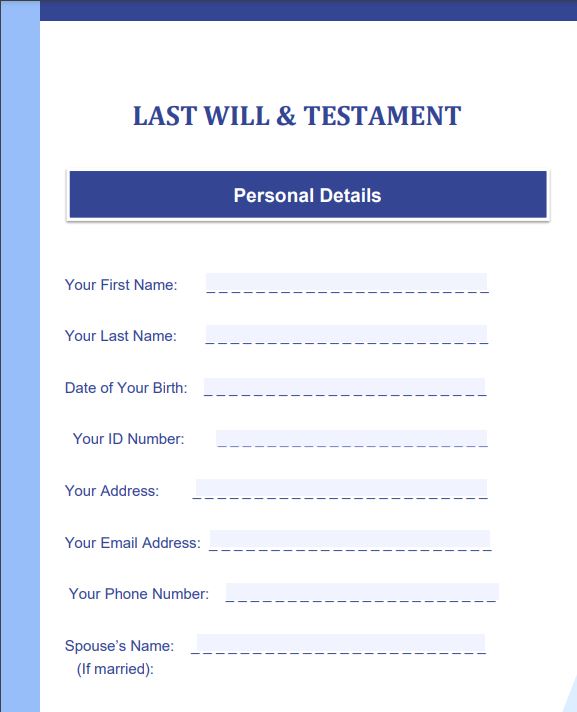 LAST WILL & TESTAMENT
Personal Details
Your First Name:
Your Last Name:
Date of Your Birth:
Your ID Number:
Your Address:
Your Email Address:
Your Phone Number:
Spouse’s Name:
(If married):